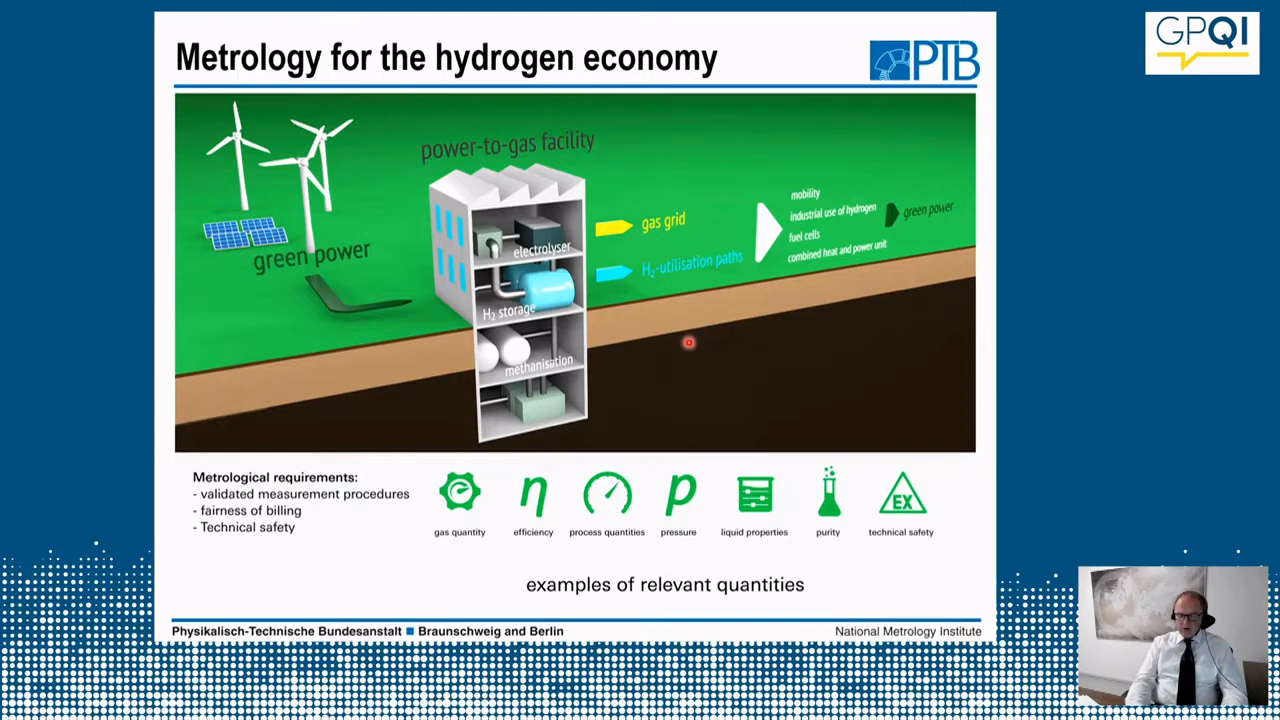 Metrology for the hydrogen economy
PTB
GPQI
power-to-gas facility
green power
electrolyser
H₂ storage
methanisation
gas grid
H₂-utilisation paths
mobility
industrial use of hydrogen
fuel cells
combined heat and power unit
green power
Metrological requirements:
- validated measurement procedures
- fairness of billing
- Technical safety
η
p
EX
gas quantity
efficiency
process quantities
pressure
liquid properties
purity
technical safety
examples of relevant quantities
Physikalisch-Technische Bundesanstalt ■ Braunschweig and Berlin
National Metrology Institute